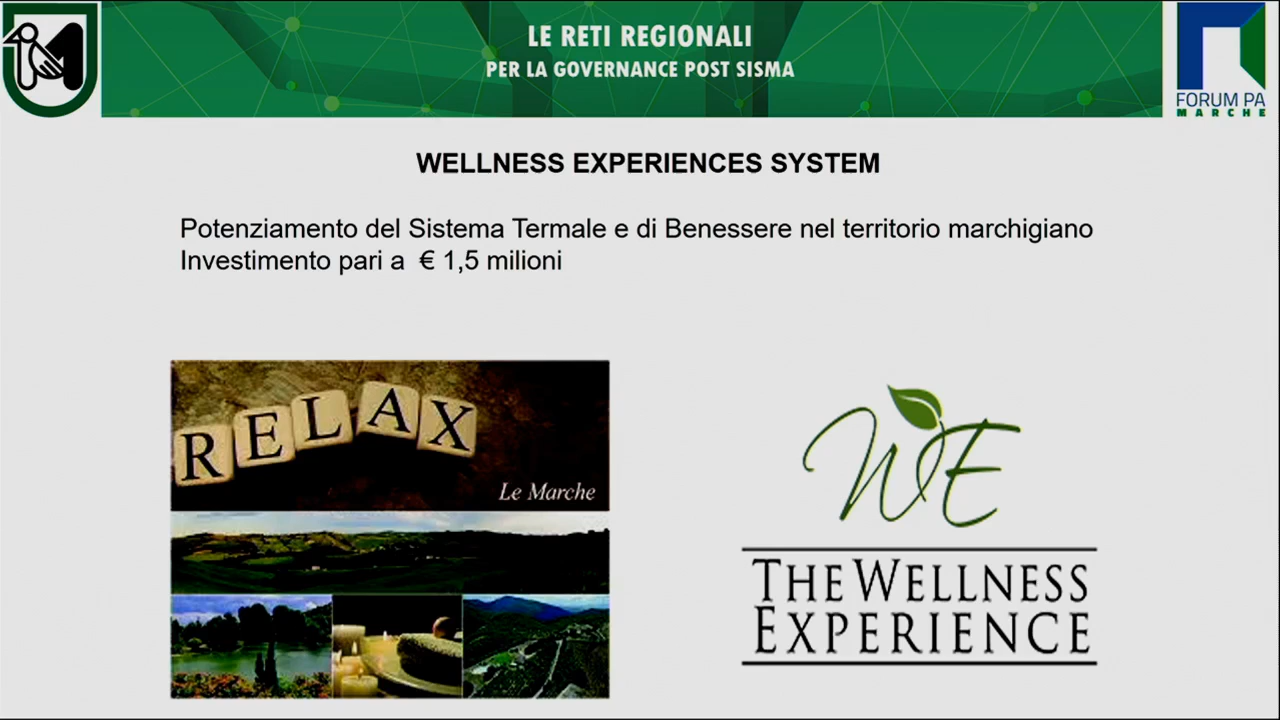 LE RETI REGIONALI
PER LA GOVERNANCE POST SISMA
FORUM PA
MARCHE
WELLNESS EXPERIENCES SYSTEM
Potenziamento del Sistema Termale e di Benessere nel territorio marchigiano
Investimento pari a € 1,5 milioni
RELAX
Le Marche
WE
THE WELLNESS
EXPERIENCE